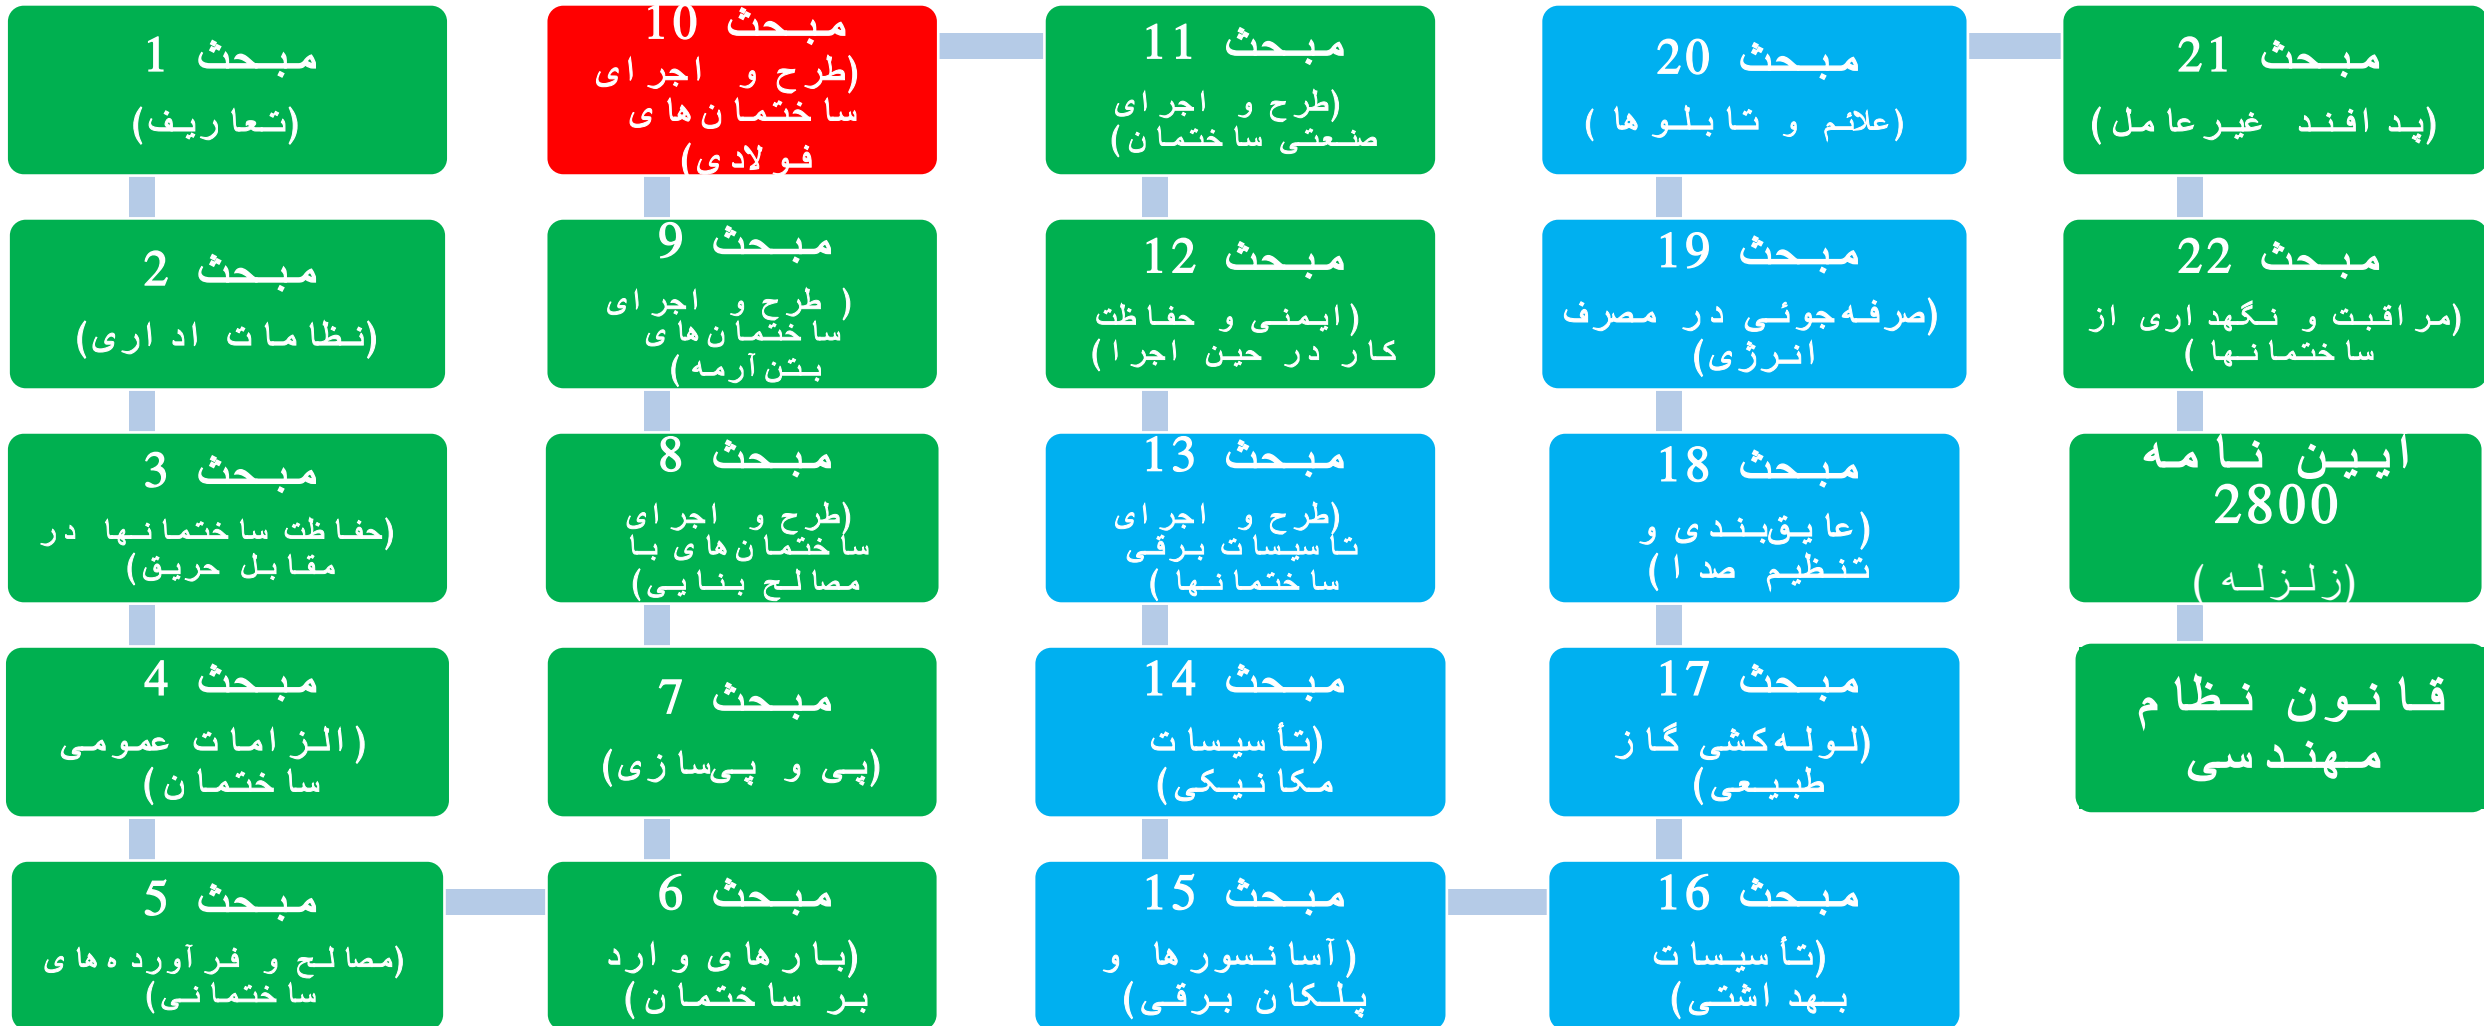 مبحث 1
(تعاریف)
مبحث 2
(نظامات اداری)
مبحث 3
(حفاظت ساختمانها در
مقابل حریق)
مبحث 4
(الزامات عمومی
ساختمان)
مبحث 5
(مصالح و فرآورده‌های
ساختمانی)
مبحث 6
(بارهای وارد
بر ساختمان)
مبحث 7
(پی و پی‌سازی)
مبحث 8
(طرح و اجرای
ساختمان‌های با
مصالح بنایی)
مبحث 9
( طرح و اجرای
ساختمان‌های
بتن‌آرمه)
مبحث 10
(طرح و اجرای
ساختمان‌های
فولادی)
مبحث 11
(طرح و اجرای
صنعتی ساختمان)
مبحث 12
(ایمنی و حفاظت
کار در حین اجرا)
مبحث 13
(طرح و اجرای
تاسیسات برقی
ساختمانها)
مبحث 14
(تأسیسات
مکانیکی)
مبحث 15
(آسانسورها و
پلکان برقی)
مبحث 16
(تأسیسات
بهداشتی)
مبحث 17
(لوله‌کشی گاز
طبیعی)
مبحث 18
(عایق‌بندی و
تنظیم صدا)
مبحث 19
(صرفه‌جوئی در مصرف
انرژی)
مبحث 20
(علائم و تابلوها)
مبحث 21
(پدافند غیرعامل)
مبحث 22
(مراقبت و نگهداری از
ساختمانها)
ایین نامه
2800
(زلزله)
قانون نظام
مهندسی